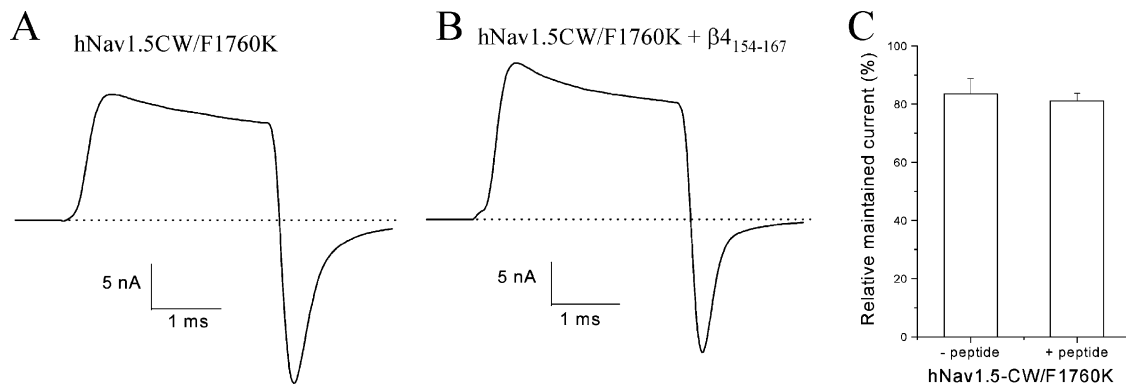 A
hNav1.5CW/F1760K
5 nA
1 ms
B
hNav1.5CW/F1760K + β4154-167
5 nA
1 ms
C
Relative maintained current (%)
100
80
60
40
20
0
- peptide
+ peptide
hNav1.5-CW/F1760K